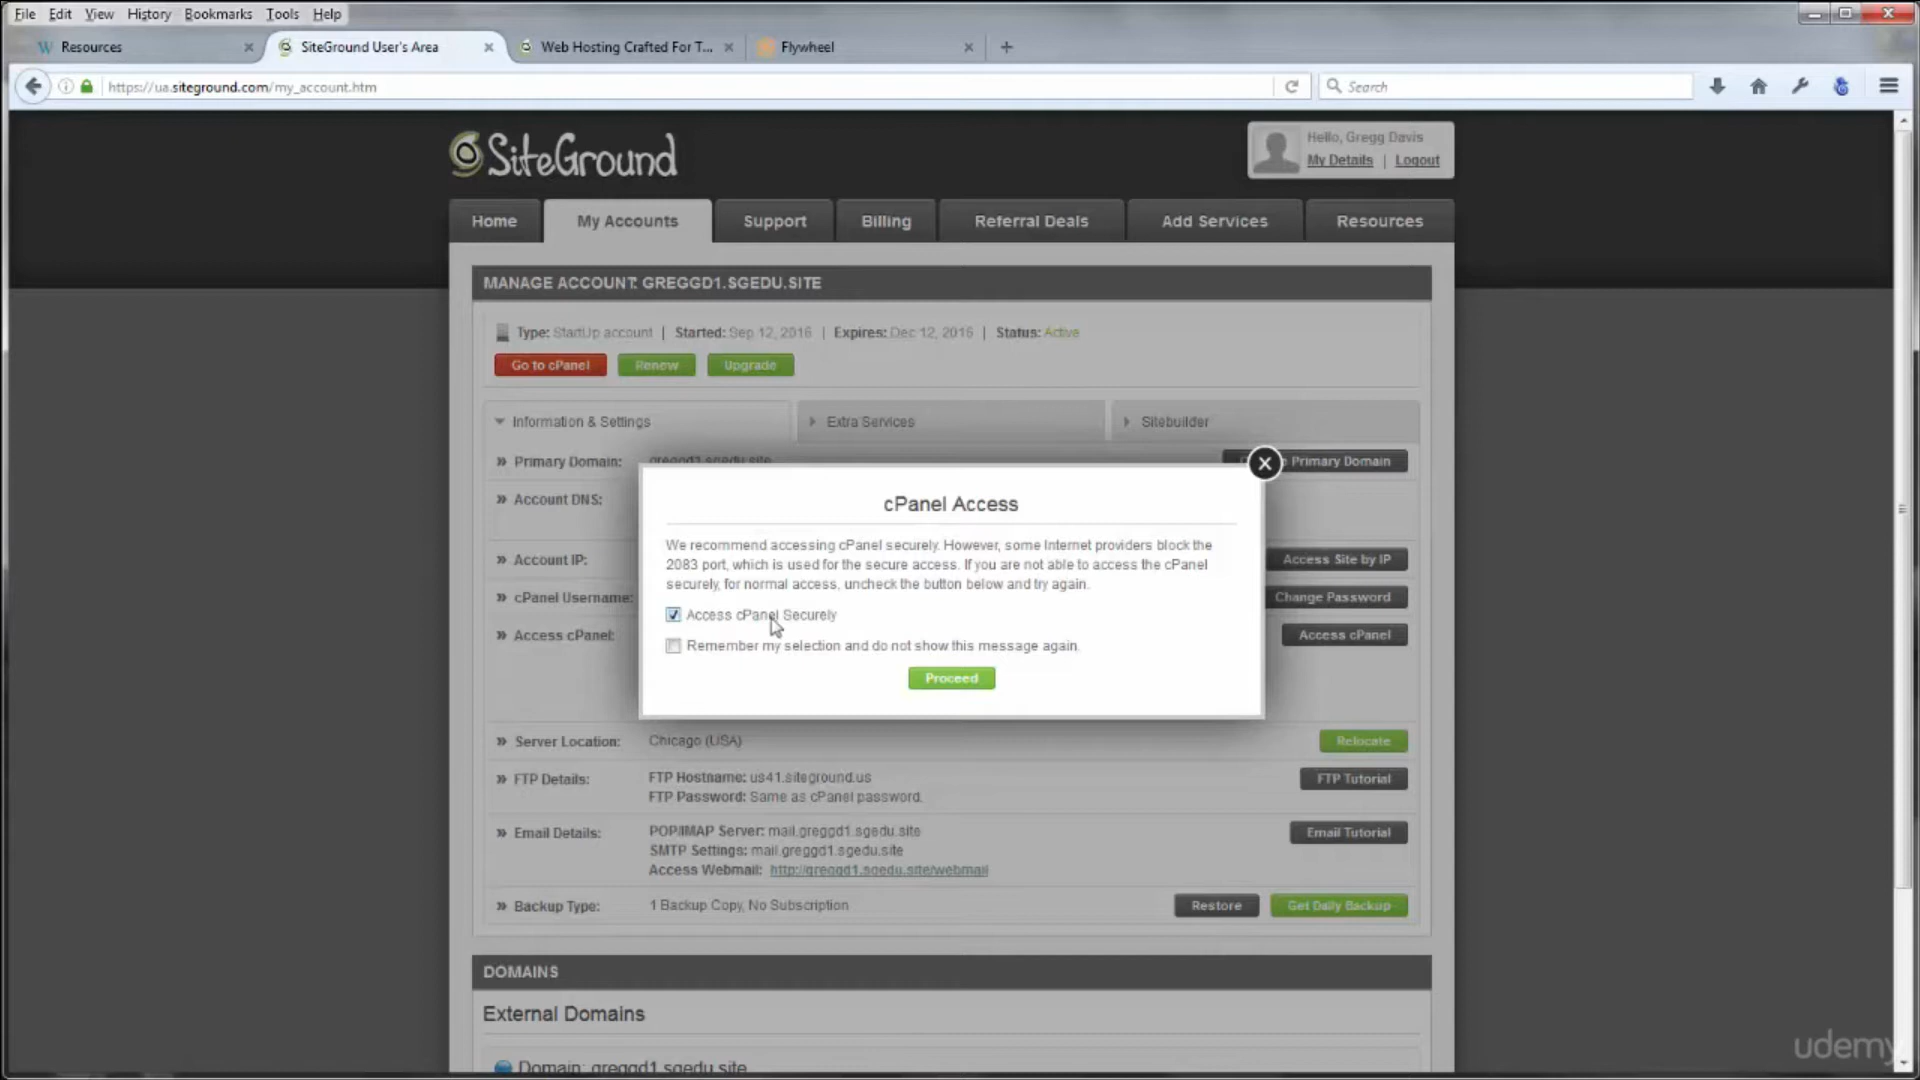 File Edit View History Bookmarks Tools Help
Resources SiteGround User's Area Web Hosting Crafted For T... Flywheel
https://ua.siteground.com/my_account.htm Search
SiteGround
Hello, Gregg Davis
My Details | Logout
Home My Accounts Support Billing Referral Deals Add Services Resources
MANAGE ACCOUNT: GREGGD1.SGEDU.SITE
Type: StartUp account | Started: Sep 12, 2016 | Expires: Dec 12, 2016 | Status: Active
Go to cPanel Renew Upgrade
Information & Settings Extra Services Sitebuilder
Primary Domain: greggd1.sgedu.site Primary Domain
cPanel Access
Account DNS:
We recommend accessing cPanel securely. However, some Internet providers block the
2083 port, which is used for the secure access. If you are not able to access the cPanel
securely, for normal access, uncheck the button below and try again.
Account IP: Access Site by IP
cPanel Username: Change Password
Access cPanel Securely
Access cPanel: Access cPanel
Remember my selection and do not show this message again.
Proceed
Server Location: Chicago (USA) Relocate
FTP Details: FTP Hostname: us41.siteground.us FTP Tutorial
FTP Password: Same as cPanel password.
Email Details: POP/IMAP Server: mail.greggd1.sgedu.site Email Tutorial
SMTP Settings: mail.greggd1.sgedu.site
Access Webmail: http://greggd1.sgedu.site/webmail
Backup Type: 1 Backup Copy, No Subscription Restore Get Daily Backup
DOMAINS
External Domains
Domain: greggd1.sgedu.site
udemy